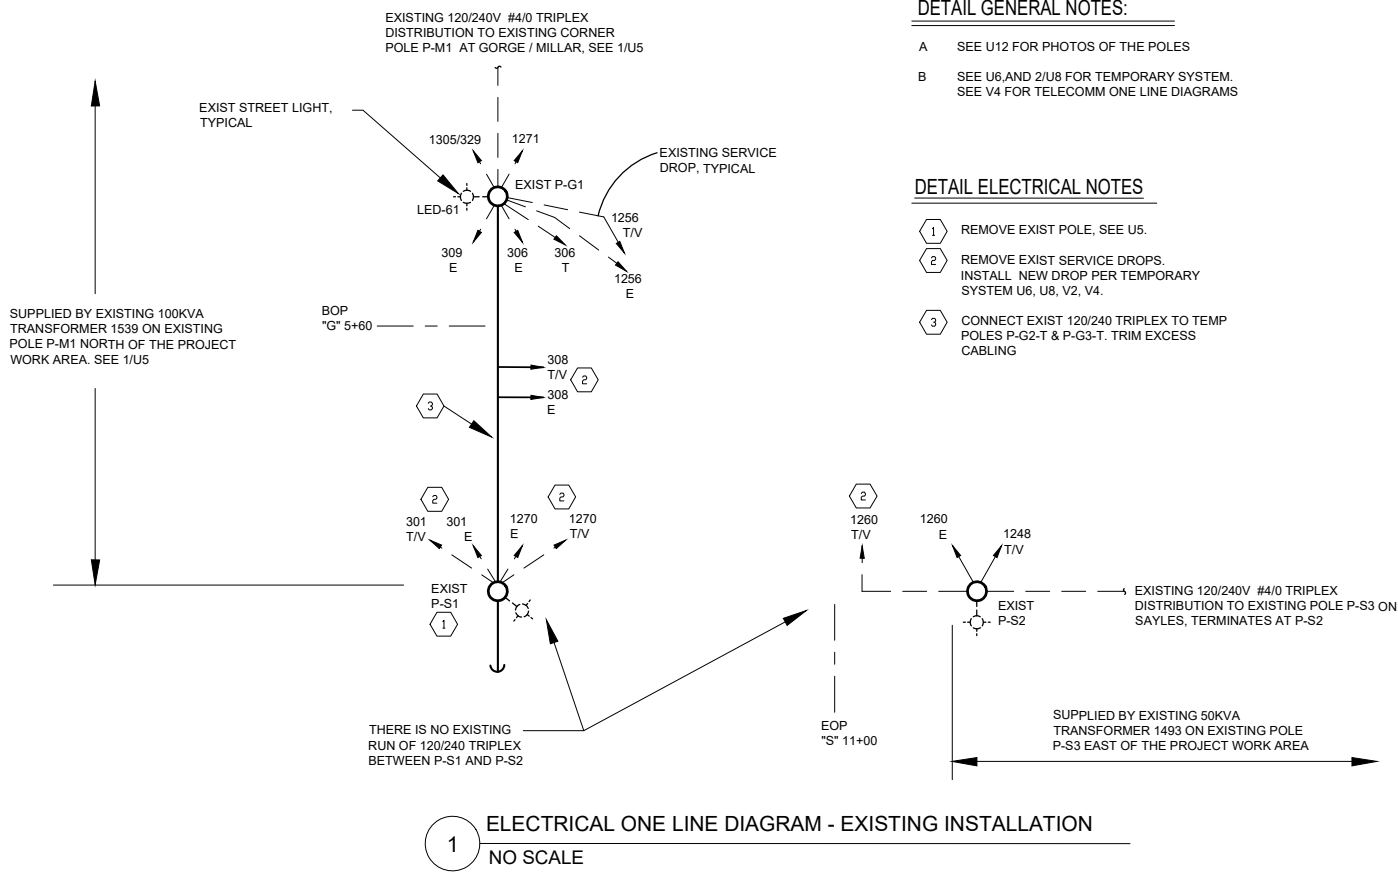 EXISTING 120/240V #4/0 TRIPLEX
DISTRIBUTION TO EXISTING CORNER
POLE P-M1 AT GORGE / MILLAR, SEE 1/U5
DETAIL GENERAL NOTES:
A SEE U12 FOR PHOTOS OF THE POLES
B SEE U6,AND 2/U8 FOR TEMPORARY SYSTEM.
SEE V4 FOR TELECOMM ONE LINE DIAGRAMS
EXIST STREET LIGHT,
TYPICAL
1305/329
1271
EXISTING SERVICE
DROP, TYPICAL
EXIST P-G1
LED-61
1256
T/V
309
E
306
E
306
T
1256
E
DETAIL ELECTRICAL NOTES
1 REMOVE EXIST POLE, SEE U5.
2 REMOVE EXIST SERVICE DROPS.
INSTALL NEW DROP PER TEMPORARY
SYSTEM U6, U8, V2, V4.
3 CONNECT EXIST 120/240 TRIPLEX TO TEMP
POLES P-G2-T & P-G3-T. TRIM EXCESS
CABLING
SUPPLIED BY EXISTING 100KVA
TRANSFORMER 1539 ON EXISTING
POLE P-M1 NORTH OF THE PROJECT
WORK AREA. SEE 1/U5
BOP
"G" 5+60
308
T/V
2
308
E
3
2
301
T/V
301
E
1270
E
2
1270
T/V
EXIST
P-S1
1
2
1260
T/V
1260
E
1248
T/V
EXIST
P-S2
EXISTING 120/240V #4/0 TRIPLEX
DISTRIBUTION TO EXISTING POLE P-S3 ON
SAYLES, TERMINATES AT P-S2
THERE IS NO EXISTING
RUN OF 120/240 TRIPLEX
BETWEEN P-S1 AND P-S2
EOP
"S" 11+00
SUPPLIED BY EXISTING 50KVA
TRANSFORMER 1493 ON EXISTING POLE
P-S3 EAST OF THE PROJECT WORK AREA
1 ELECTRICAL ONE LINE DIAGRAM - EXISTING INSTALLATION
NO SCALE